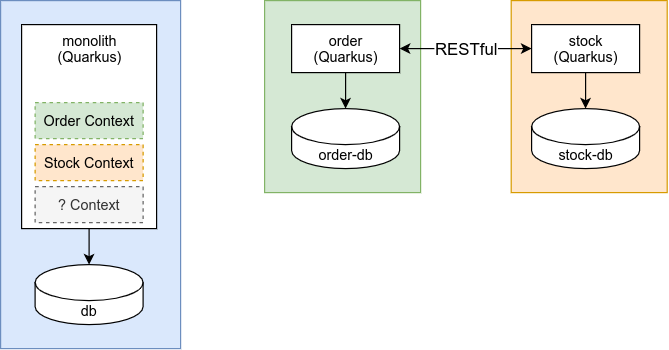 monolith
(Quarkus)
Order Context
Stock Context
? Context
db
order
(Quarkus)
order-db
RESTful
stock
(Quarkus)
stock-db